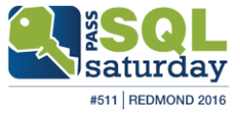 PASS
SQL
saturday
#511 | REDMOND 2016